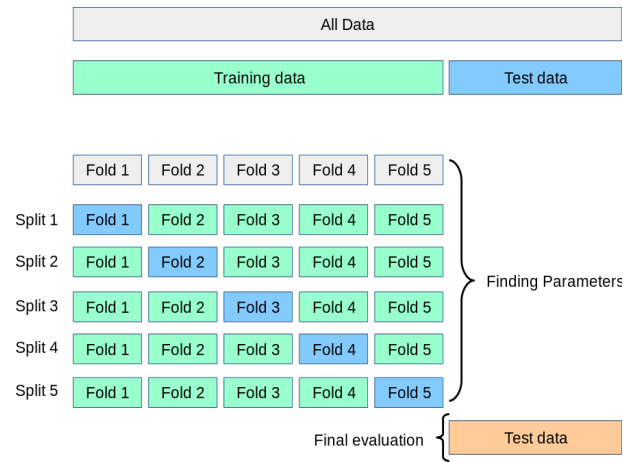 All Data
Training data Test data
Fold 1 Fold 2 Fold 3 Fold 4 Fold 5
Split 1 Fold 1 Fold 2 Fold 3 Fold 4 Fold 5
Split 2 Fold 1 Fold 2 Fold 3 Fold 4 Fold 5
Finding Parameters
Split 3 Fold 1 Fold 2 Fold 3 Fold 4 Fold 5
Split 4 Fold 1 Fold 2 Fold 3 Fold 4 Fold 5
Split 5 Fold 1 Fold 2 Fold 3 Fold 4 Fold 5
Final evaluation Test data